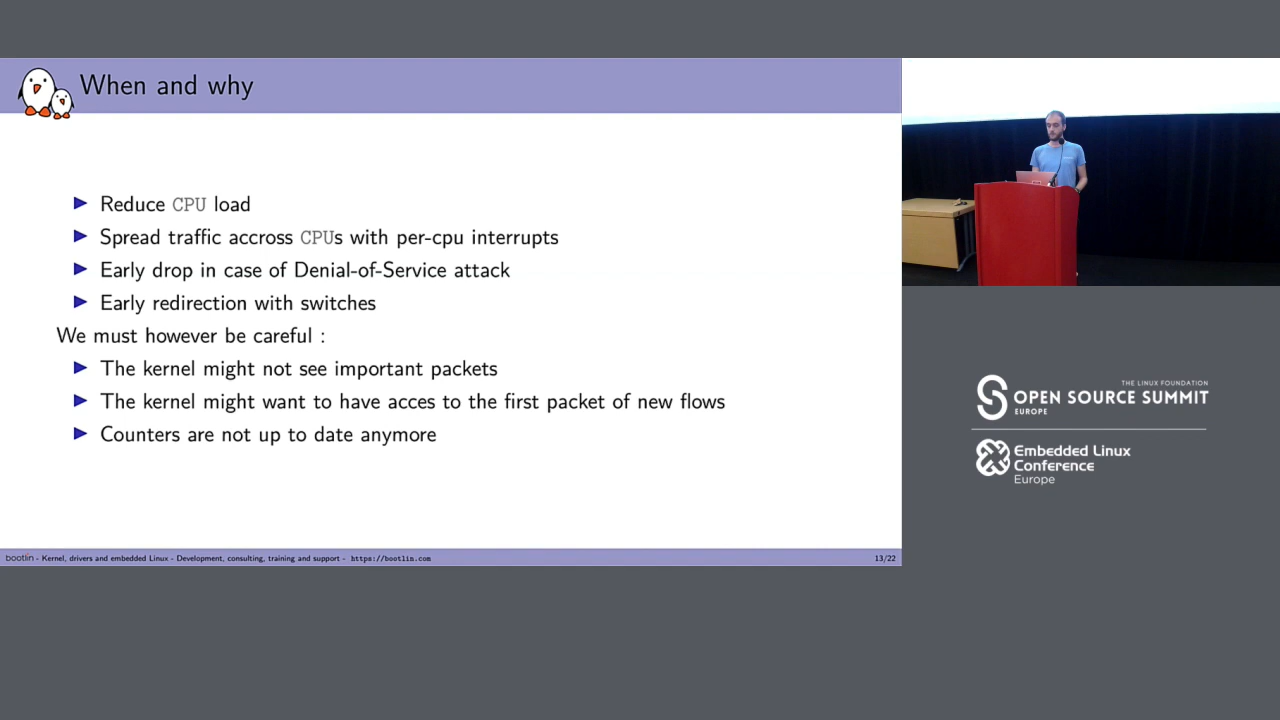 When and why
Reduce CPU load
Spread traffic accross CPUs with per-cpu interrupts
Early drop in case of Denial-of-Service attack
Early redirection with switches
We must however be careful :
The kernel might not see important packets
The kernel might want to have acces to the first packet of new flows
Counters are not up to date anymore
bootlin - Kernel, drivers and embedded Linux - Development, consulting, training and support - https://bootlin.com
13/22
THE LINUX FOUNDATION
OPEN SOURCE SUMMIT
EUROPE
Embedded Linux
Conference
Europe